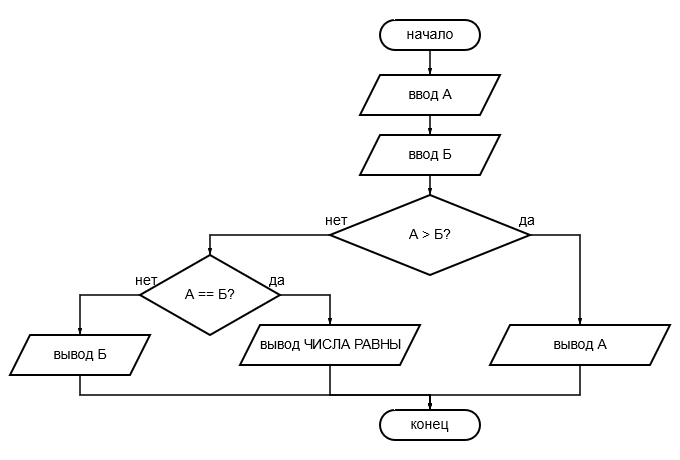 начало
ввод А
ввод Б
А > Б?
нет
да
А == Б?
нет
да
вывод Б
вывод ЧИСЛА РАВНЫ
вывод А
конец